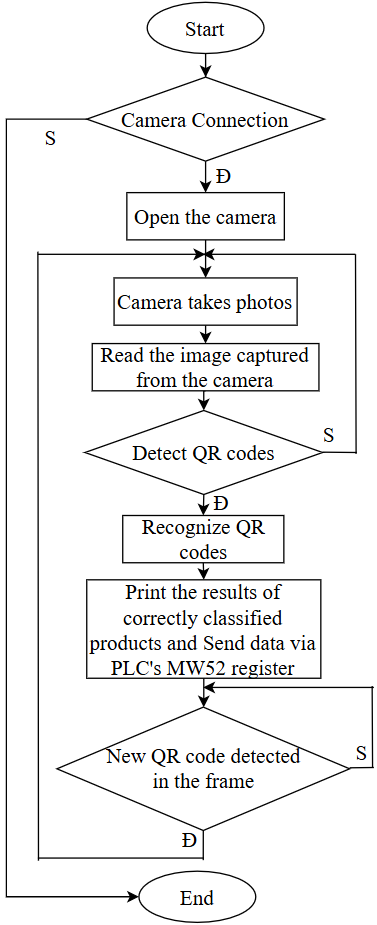 Start
Camera Connection
S
Đ
Open the camera
Camera takes photos
Read the image captured
from the camera
S
Detect QR codes
Đ
Recognize QR
codes
Print the results of
correctly classified
products and Send data via
PLC's MW52 register
New QR code detected
S
in the frame
Đ
End